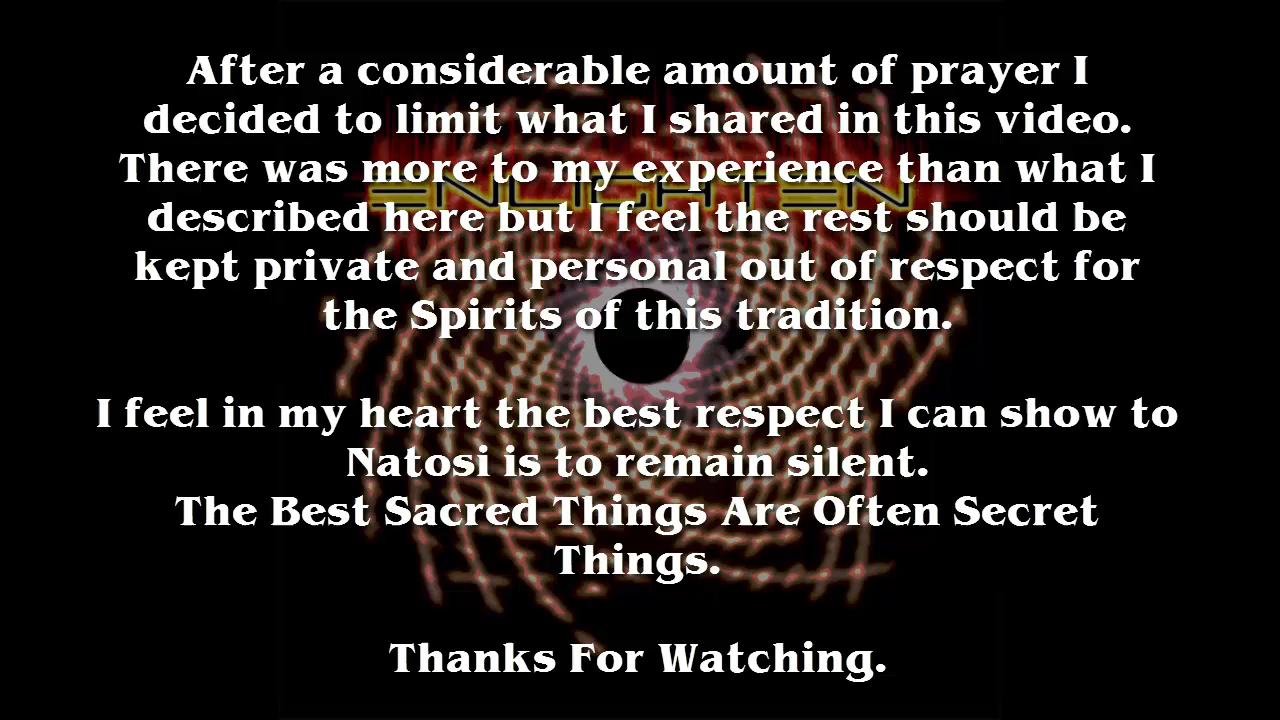 After a considerable amount of prayer I
decided to limit what I shared in this video.
There was more to my experience than what I
ENLIGHTEN
described here but I feel the rest should be
kept private and personal out of respect for
the Spirits of this tradition.
I feel in my heart the best respect I can show to
Natosi is to remain silent.
The Best Sacred Things Are Often Secret
Things.
Thanks For Watching.